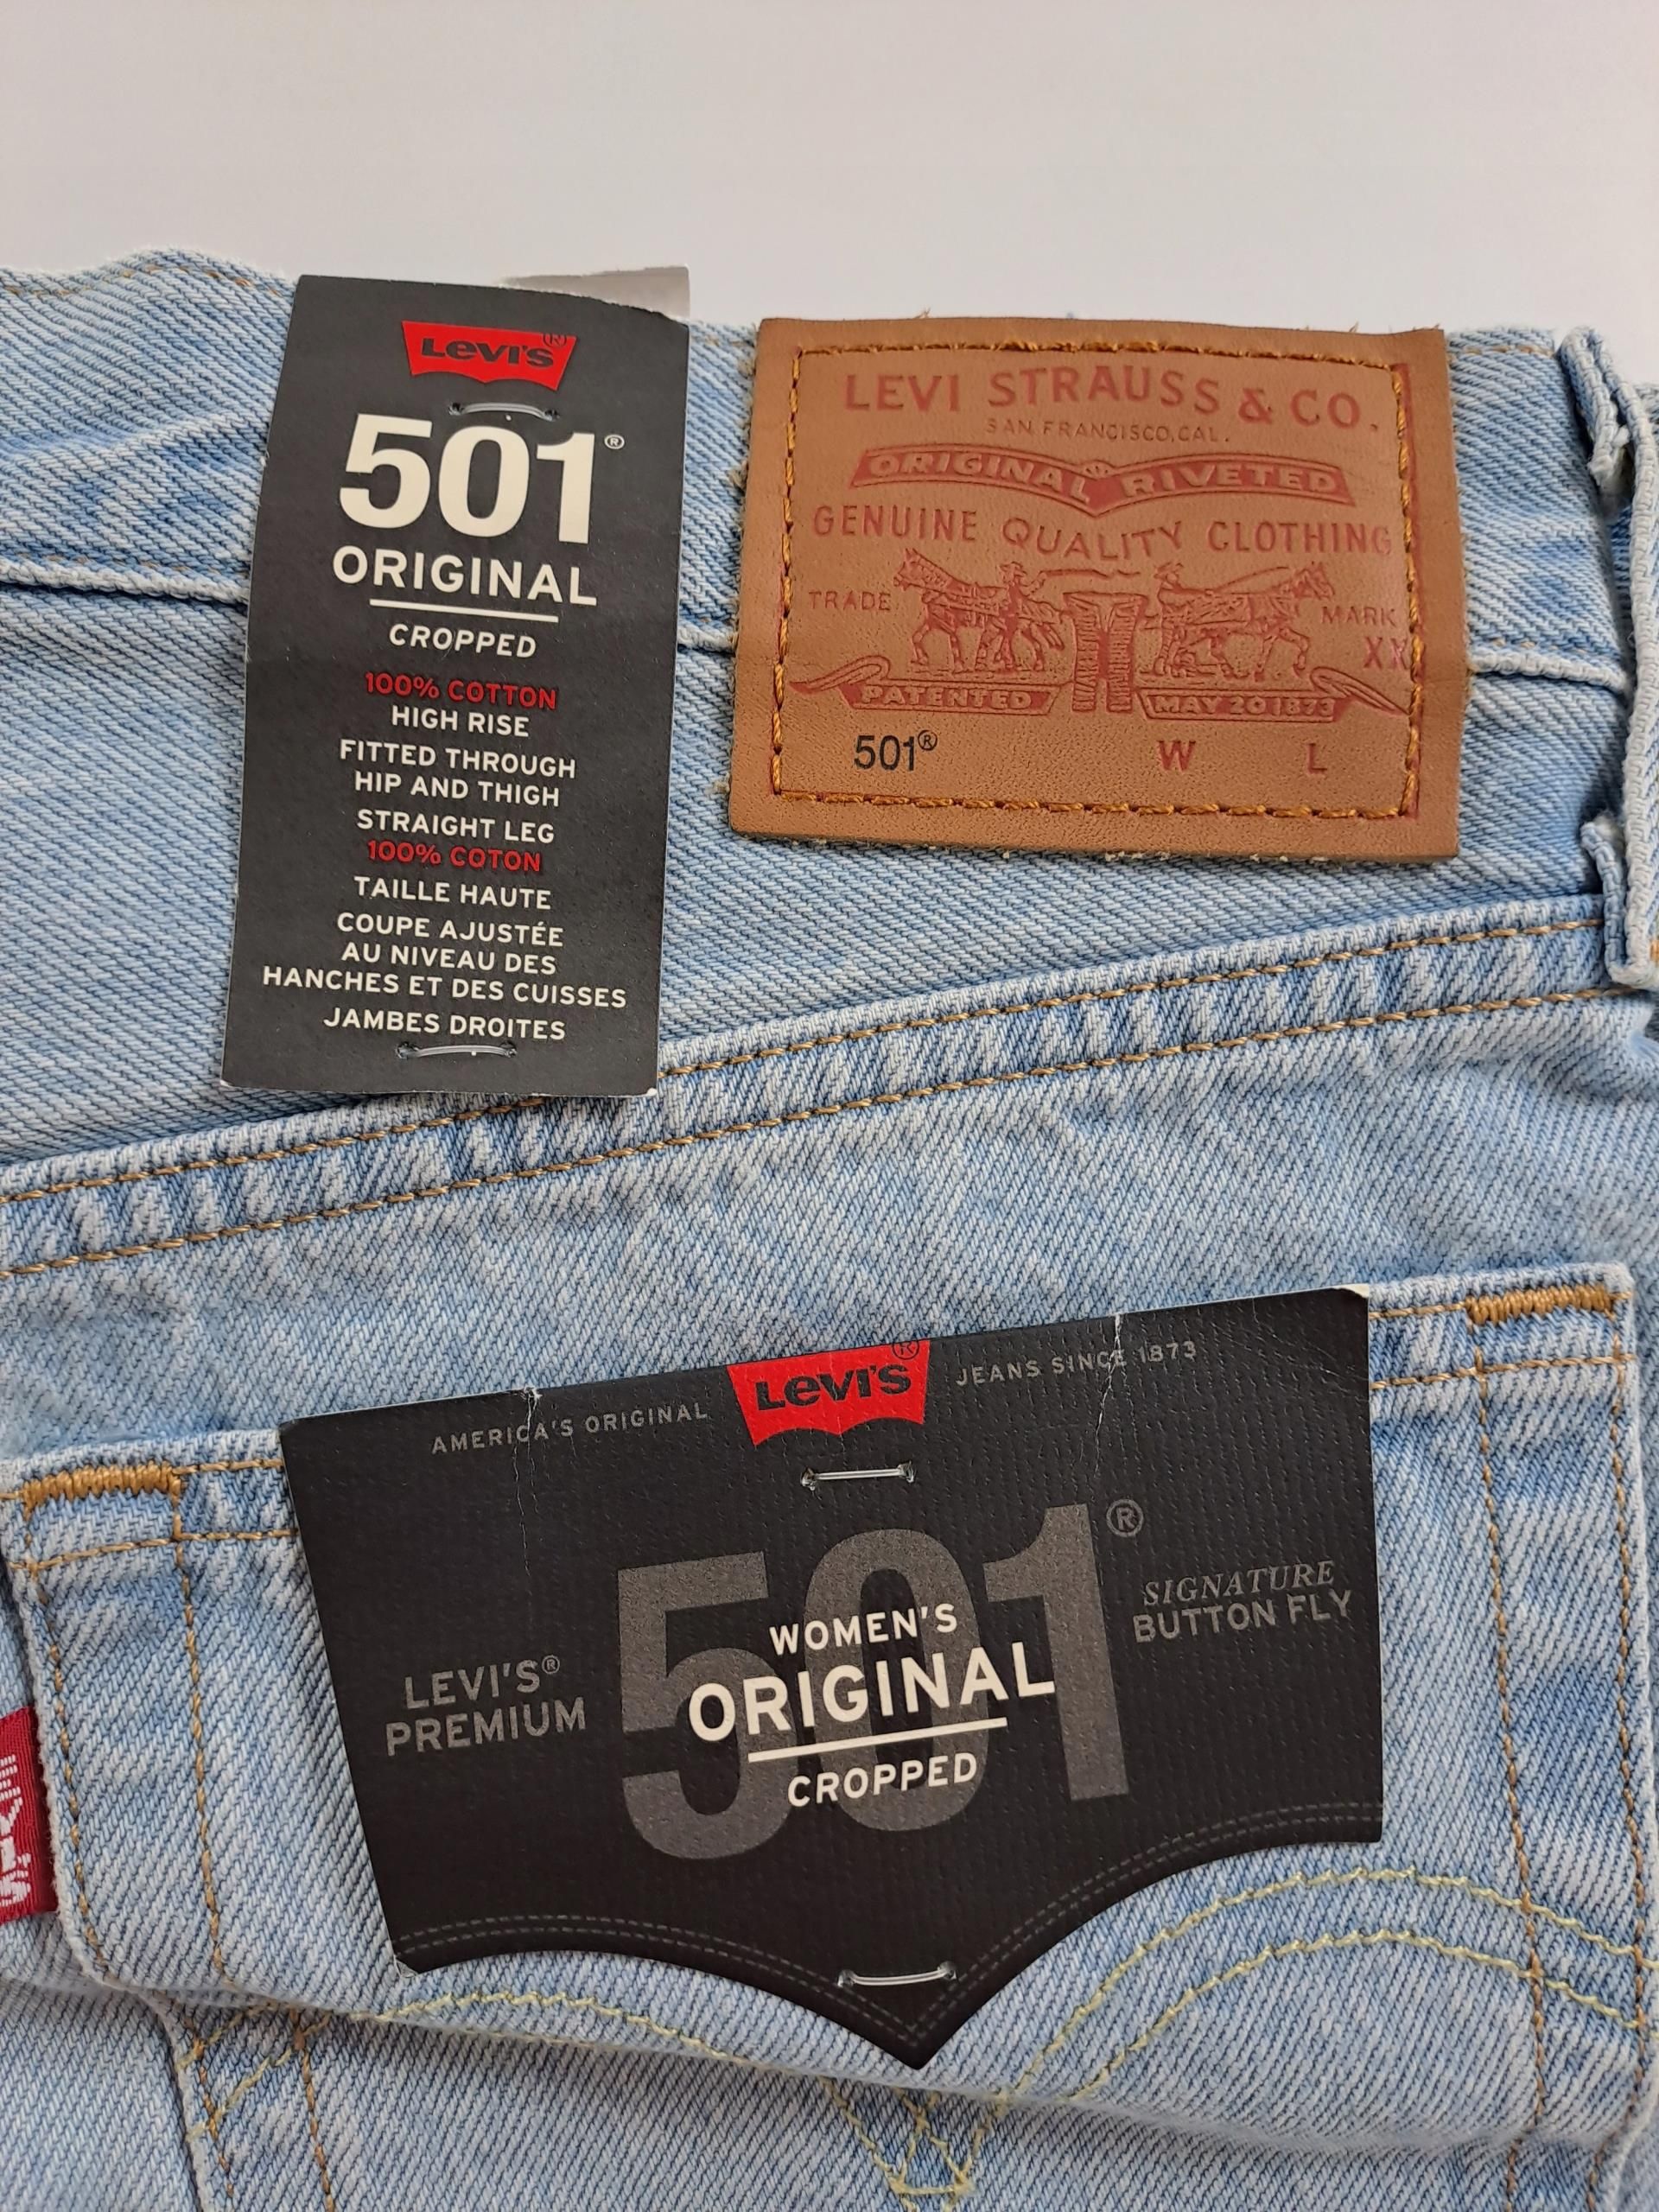 Levi's®
501®
ORIGINAL
CROPPED
100% COTTON
HIGH RISE
FITTED THROUGH
HIP AND THIGH
STRAIGHT LEG
100% COTON
TAILLE HAUTE
COUPE AJUSTÉE
AU NIVEAU DES
HANCHES ET DES CUISSES
JAMBES DROITES
LEVI STRAUSS & CO.
SAN FRANCISCO, CAL.
ORIGINAL RIVETED
GENUINE QUALITY CLOTHING
TRADE MARK
XX
PATENTED MAY 20 1873
501® W L
AMERICA'S ORIGINAL Levi's® JEANS SINCE 1873
501®
SIGNATURE
BUTTON FLY
WOMEN'S
ORIGINAL
CROPPED
LEVI'S®
PREMIUM
LEVI'S